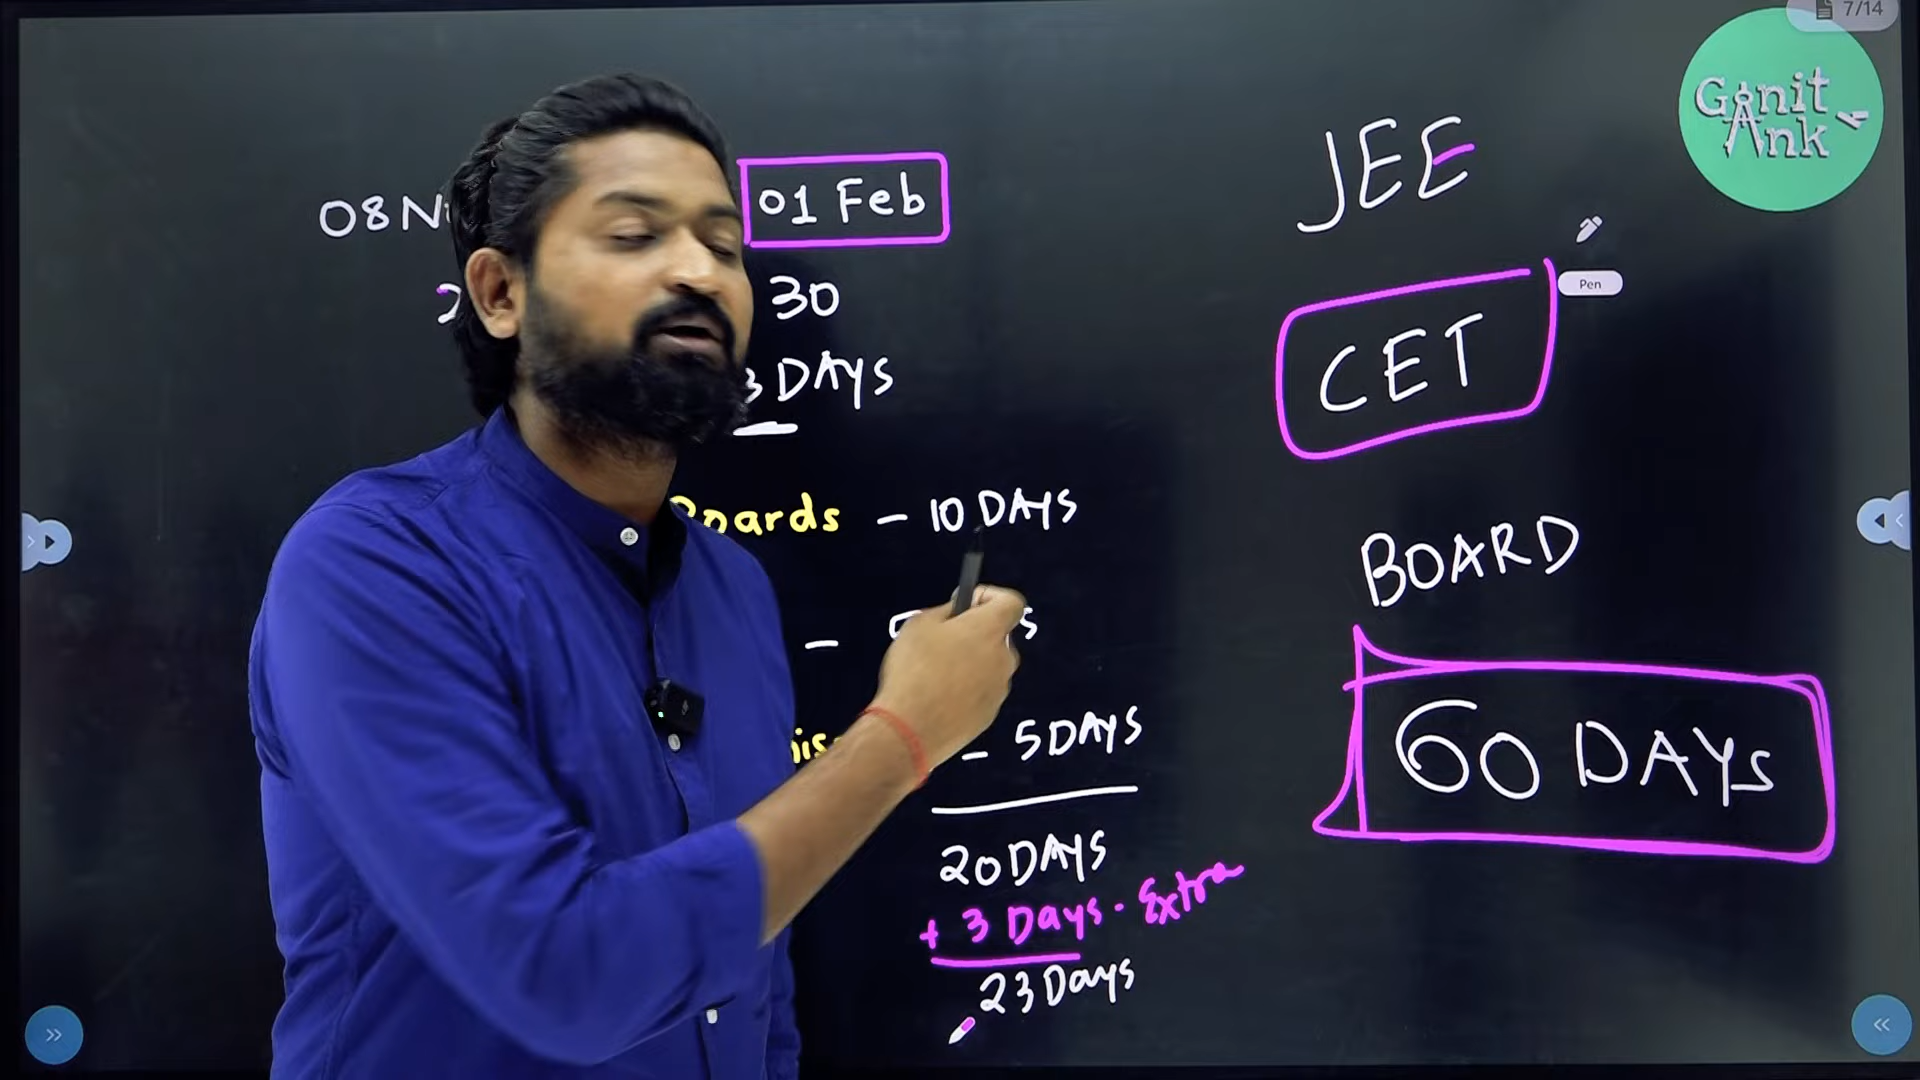 7/14
Ganit
Ank
08 01 Feb
30
DAYS
Boards - 10 DAYS
-
- 5 DAYS
20 DAYS
+ 3 Days - Extra
23 Days
JEE
Pen
CET
BOARD
60 DAYS